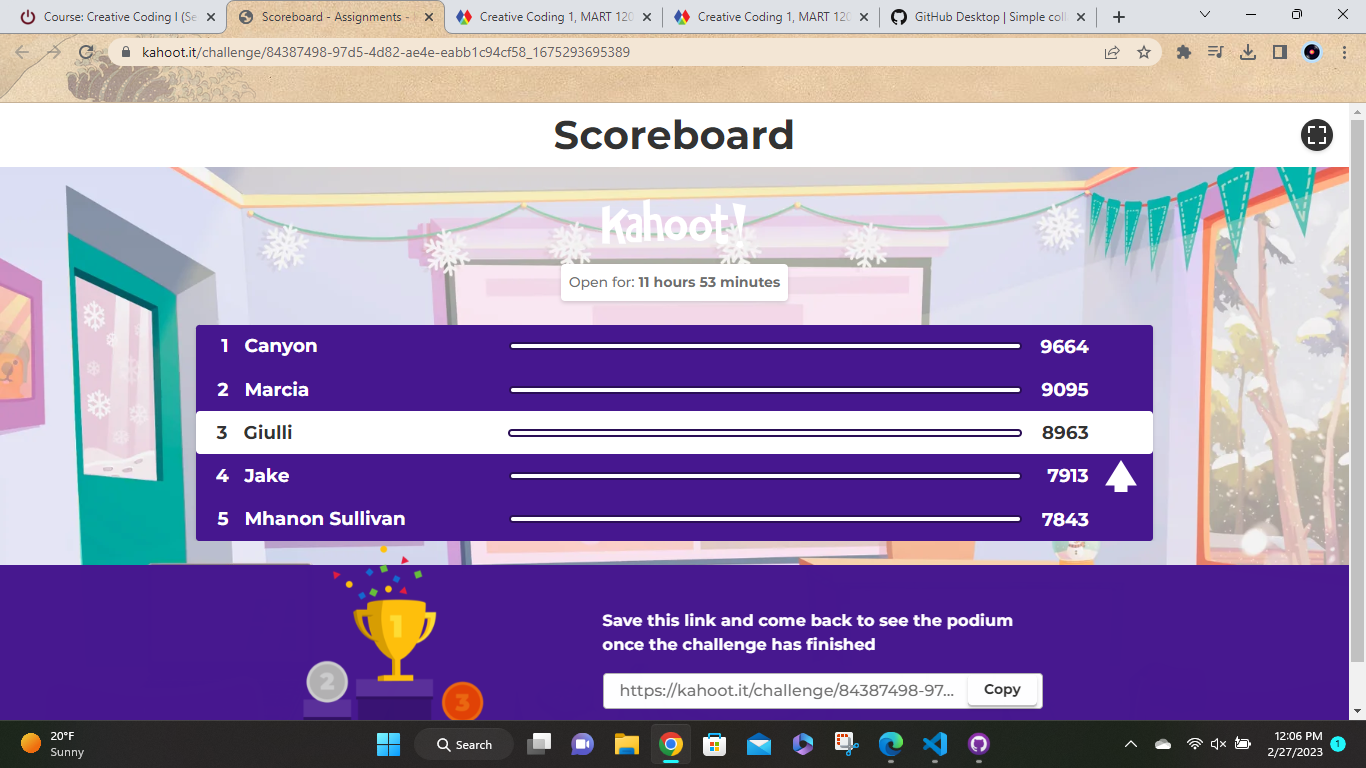 Course: Creative Coding I (Se
Scoreboard - Assignments -
Creative Coding 1, MART 120
Creative Coding 1, MART 120
GitHub Desktop | Simple coll
kahoot.it/challenge/84387498-97d5-4d82-ae4e-eabb1c94cf58_1675293695389
Scoreboard
Kahoot!
Open for: 11 hours 53 minutes
1 Canyon 9664
2 Marcia 9095
3 Giulli 8963
4 Jake 7913
5 Mhanon Sullivan 7843
1
2
3
Save this link and come back to see the podium
once the challenge has finished
https://kahoot.it/challenge/84387498-97... Copy
20°F
Sunny
Search
12:06 PM
2/27/2023
1